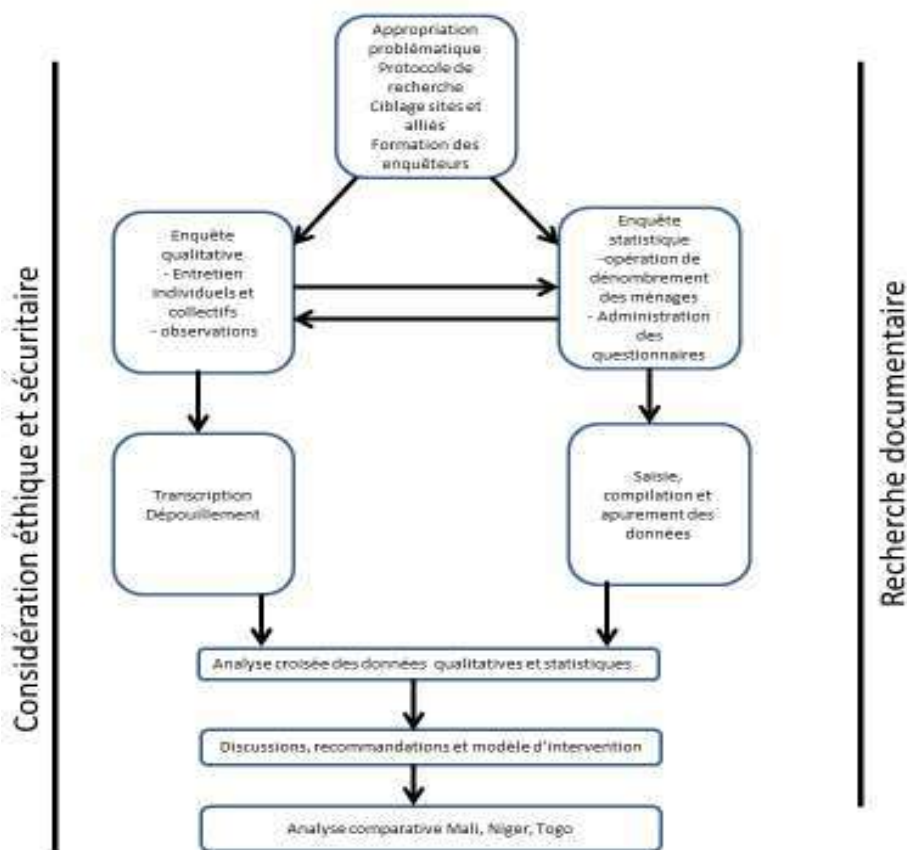 Appropriation
problématique
Protocole de
recherche
Ciblage sites et
alliés
Formation des
enquêteurs
Enquête
qualitative
- Entretien
individuels et
collectifs
- observations
Enquête
statistique
-opération de
dénombrement
des ménages
- Administration
des
questionnaires
Transcription
Dépouillement
Saisie,
compilation et
apurement des
données
Analyse croisée des données qualitatives et statistiques
Discussions, recommandations et modèle d'intervention
Analyse comparative Mali, Niger, Togo
Considération éthique et sécuritaire
Recherche documentaire